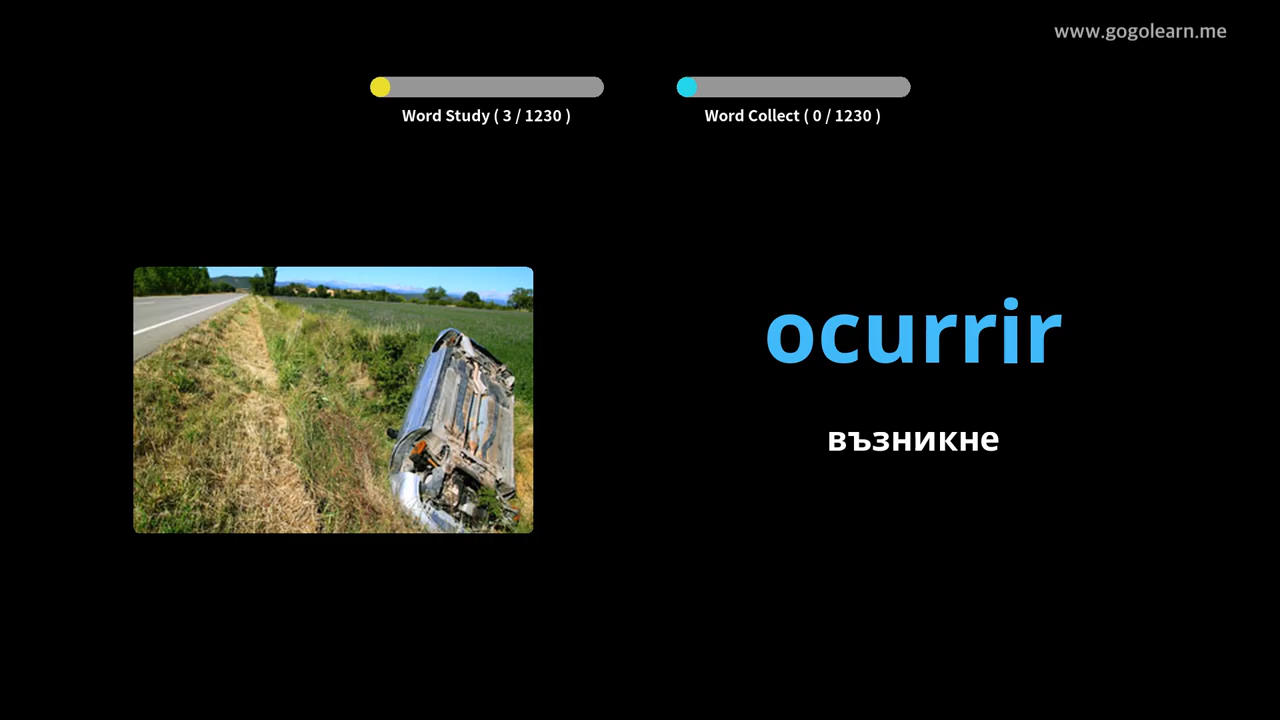 www.gogolearn.me
Word Study ( 3 / 1230 )
Word Collect ( 0 / 1230 )
ocurrir
възникне